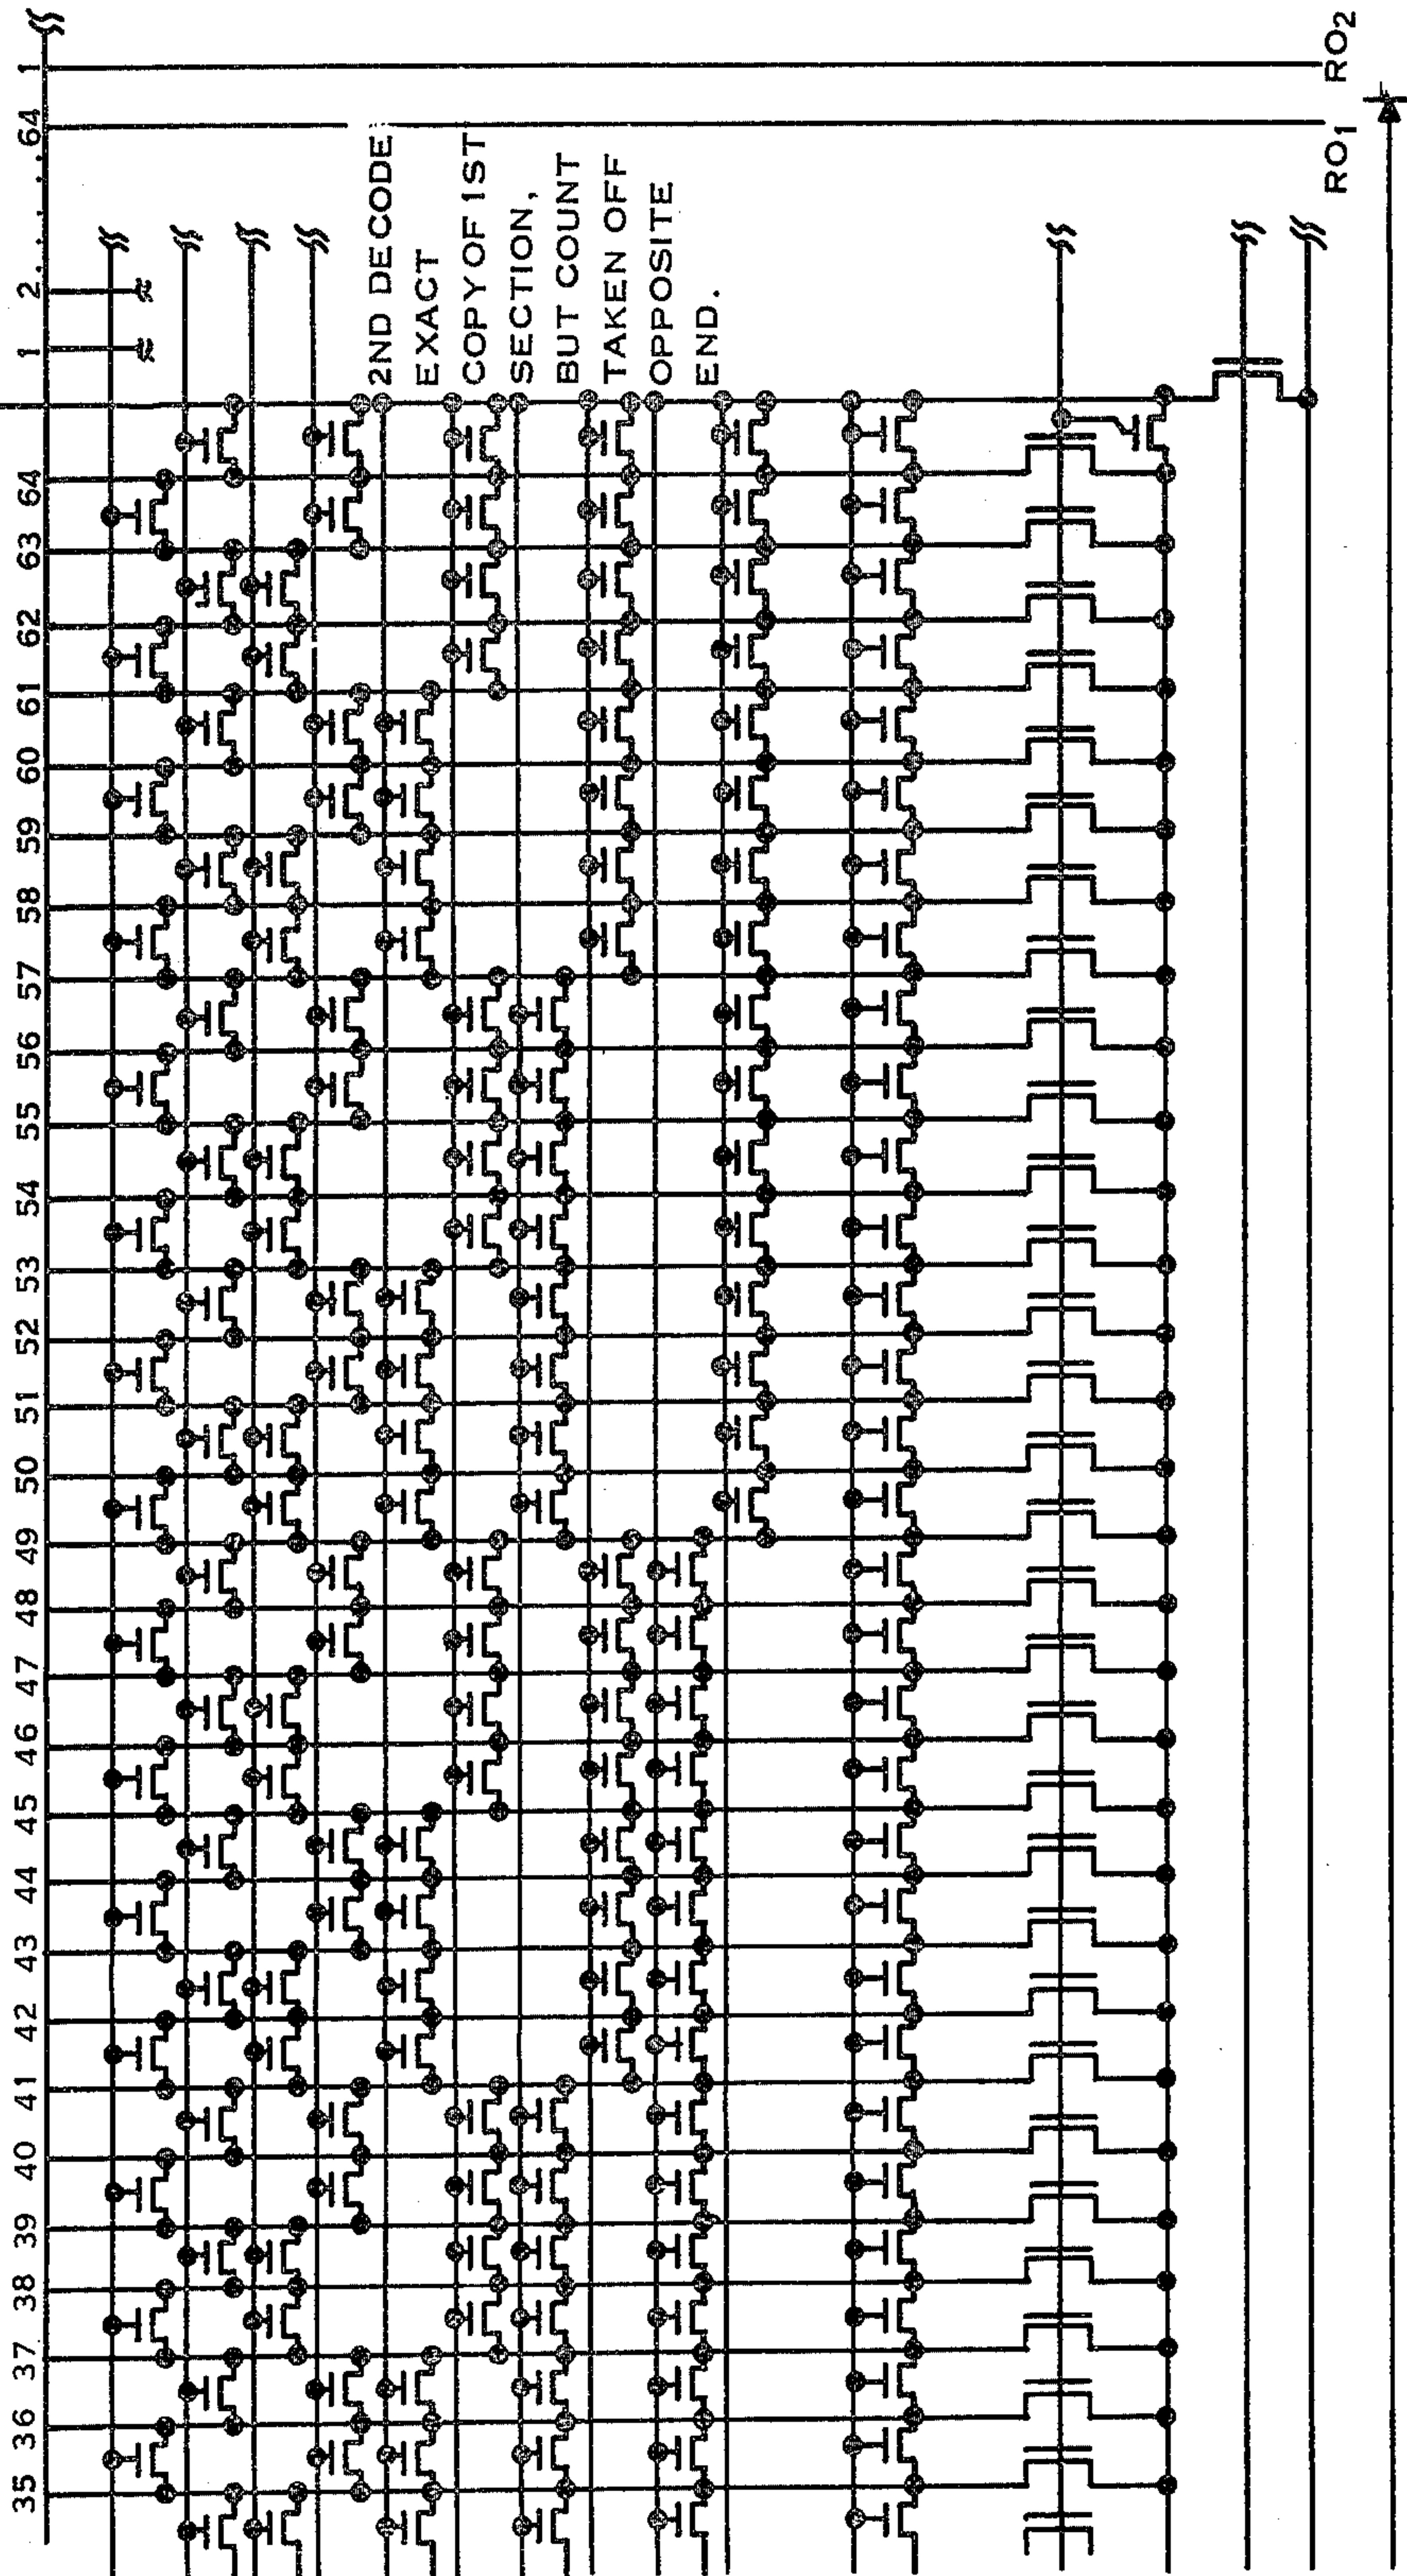 35 36 37 38 39 40 41 42 43 44 45 46 47 48 49 50 51 52 53 54 55 56 57 58 59 60 61 62 63 64 1 2. . . .64 1
2ND DECODE
EXACT
COPY OF 1ST
SECTION,
BUT COUNT
TAKEN OFF
OPPOSITE
END.
RO1 RO2